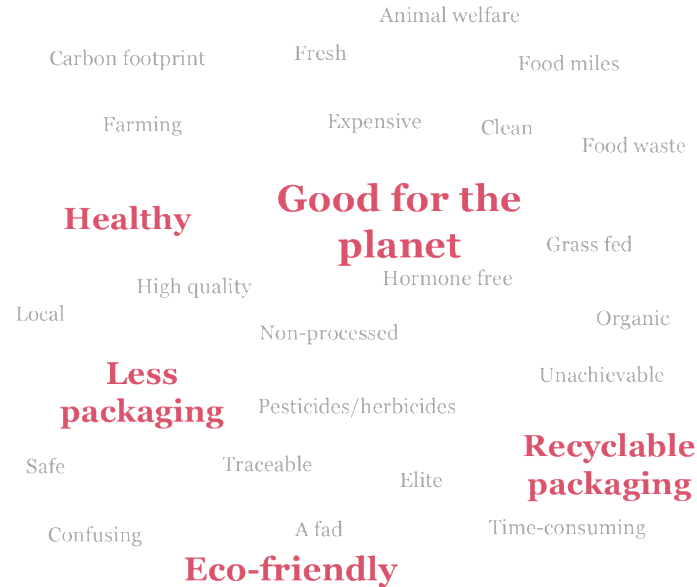 Animal welfare
Carbon footprint
Fresh
Food miles
Farming
Expensive
Clean
Food waste
Healthy
Good for the
planet
Grass fed
High quality
Hormone free
Local
Non-processed
Organic
Less
packaging
Unachievable
Pesticides/herbicides
Recyclable
packaging
Safe
Traceable
Elite
Confusing
A fad
Time-consuming
Eco-friendly